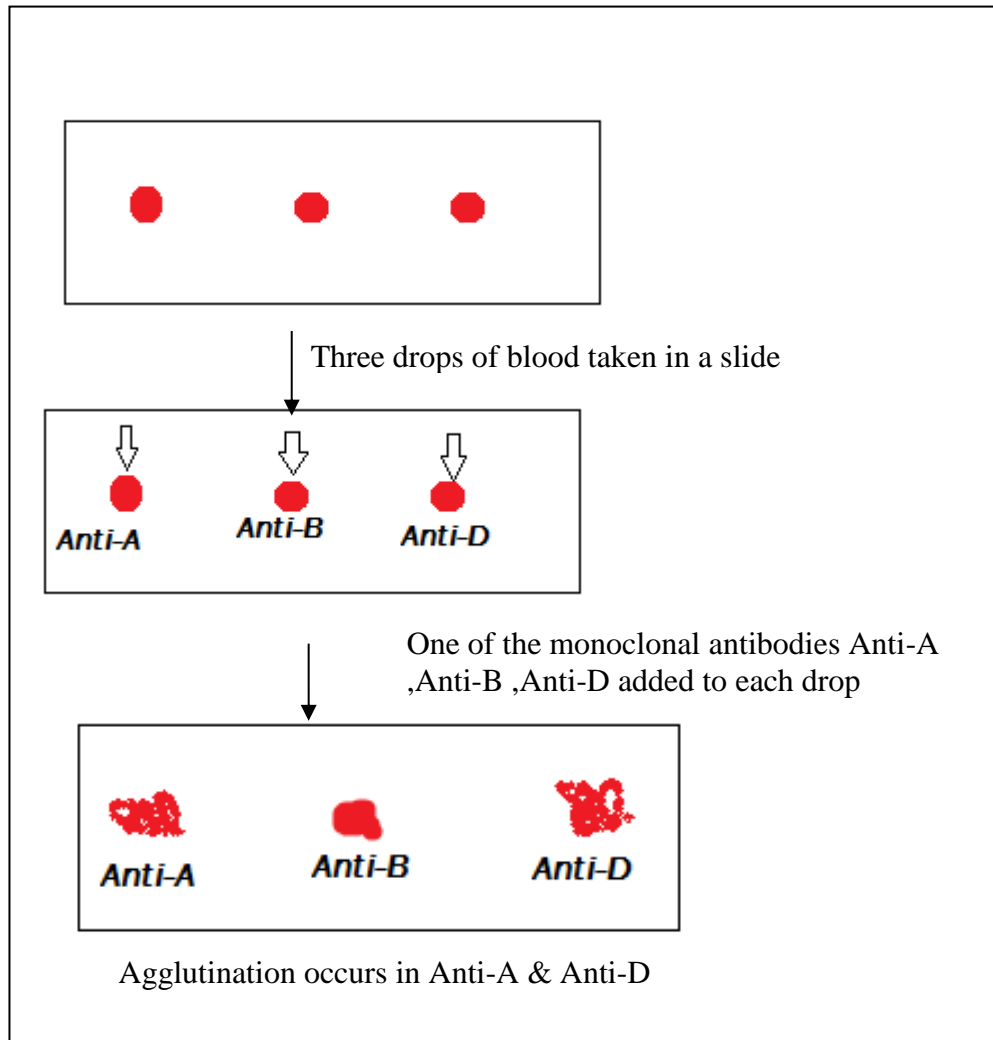 Three drops of blood taken in a slide
Anti-A
Anti-B
Anti-D
One of the monoclonal antibodies Anti-A
,Anti-B ,Anti-D added to each drop
Anti-A
Anti-B
Anti-D
Agglutination occurs in Anti-A & Anti-D